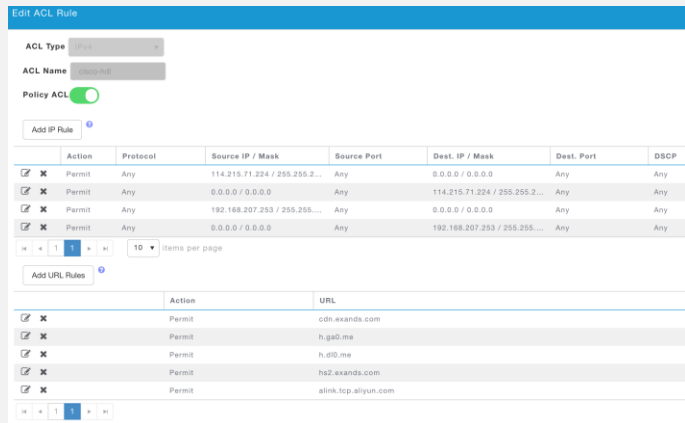 Edit ACL Rule
ACL Type IPv4
ACL Name cisco-hdl
Policy ACL
Add IP Rule ?
Action Protocol Source IP / Mask Source Port Dest. IP / Mask Dest. Port DSCP
Permit Any 114.215.71.224 / 255.255.2... Any 0.0.0.0 / 0.0.0.0 Any Any
Permit Any 0.0.0.0 / 0.0.0.0 Any 114.215.71.224 / 255.255.2... Any Any
Permit Any 192.168.207.253 / 255.255.... Any 0.0.0.0 / 0.0.0.0 Any Any
Permit Any 0.0.0.0 / 0.0.0.0 Any 192.168.207.253 / 255.255.... Any Any
1 1 10 items per page
Add URL Rules ?
Action URL
Permit cdn.exands.com
Permit h.ga0.me
Permit h.dl0.me
Permit hs2.exands.com
Permit alink.tcp.aliyun.com
1 1